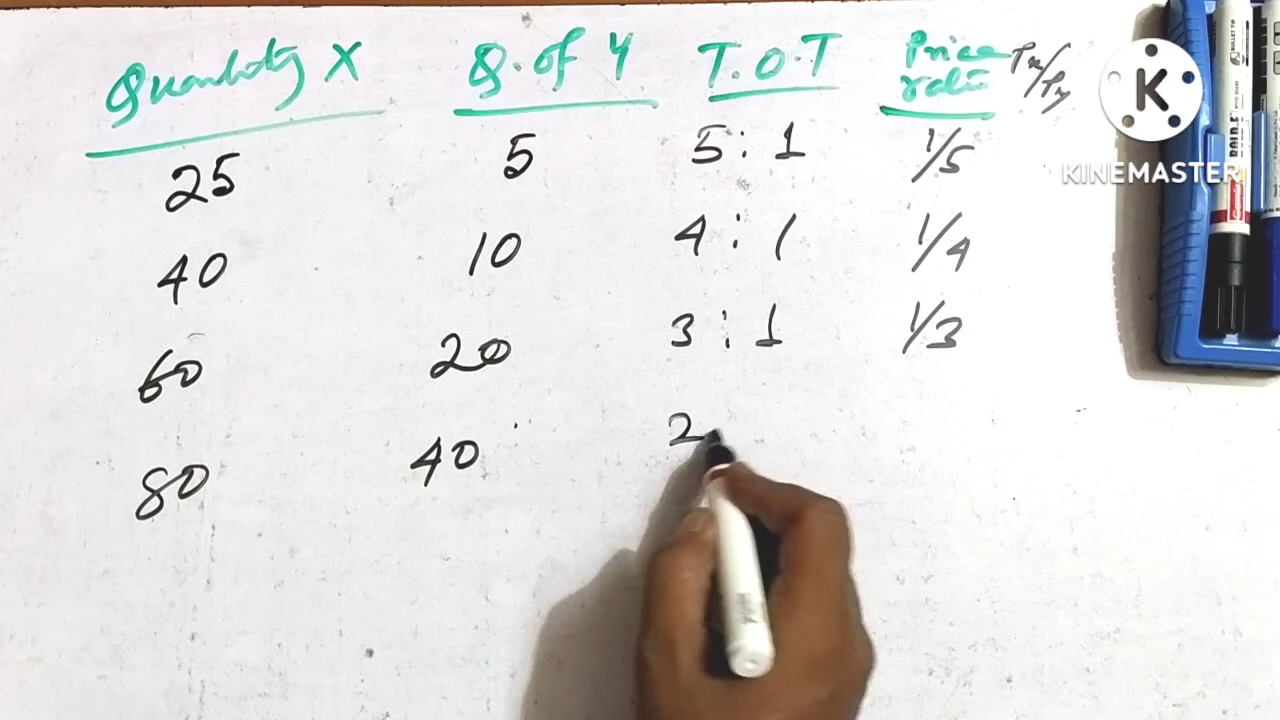 Quantity X Q. of Y T.O.T Price ratio Px/Py
25 5 5 : 1 1/5
40 10 4 : 1 1/4
60 20 3 : 1 1/3
80 40 2
K
KINEMASTER